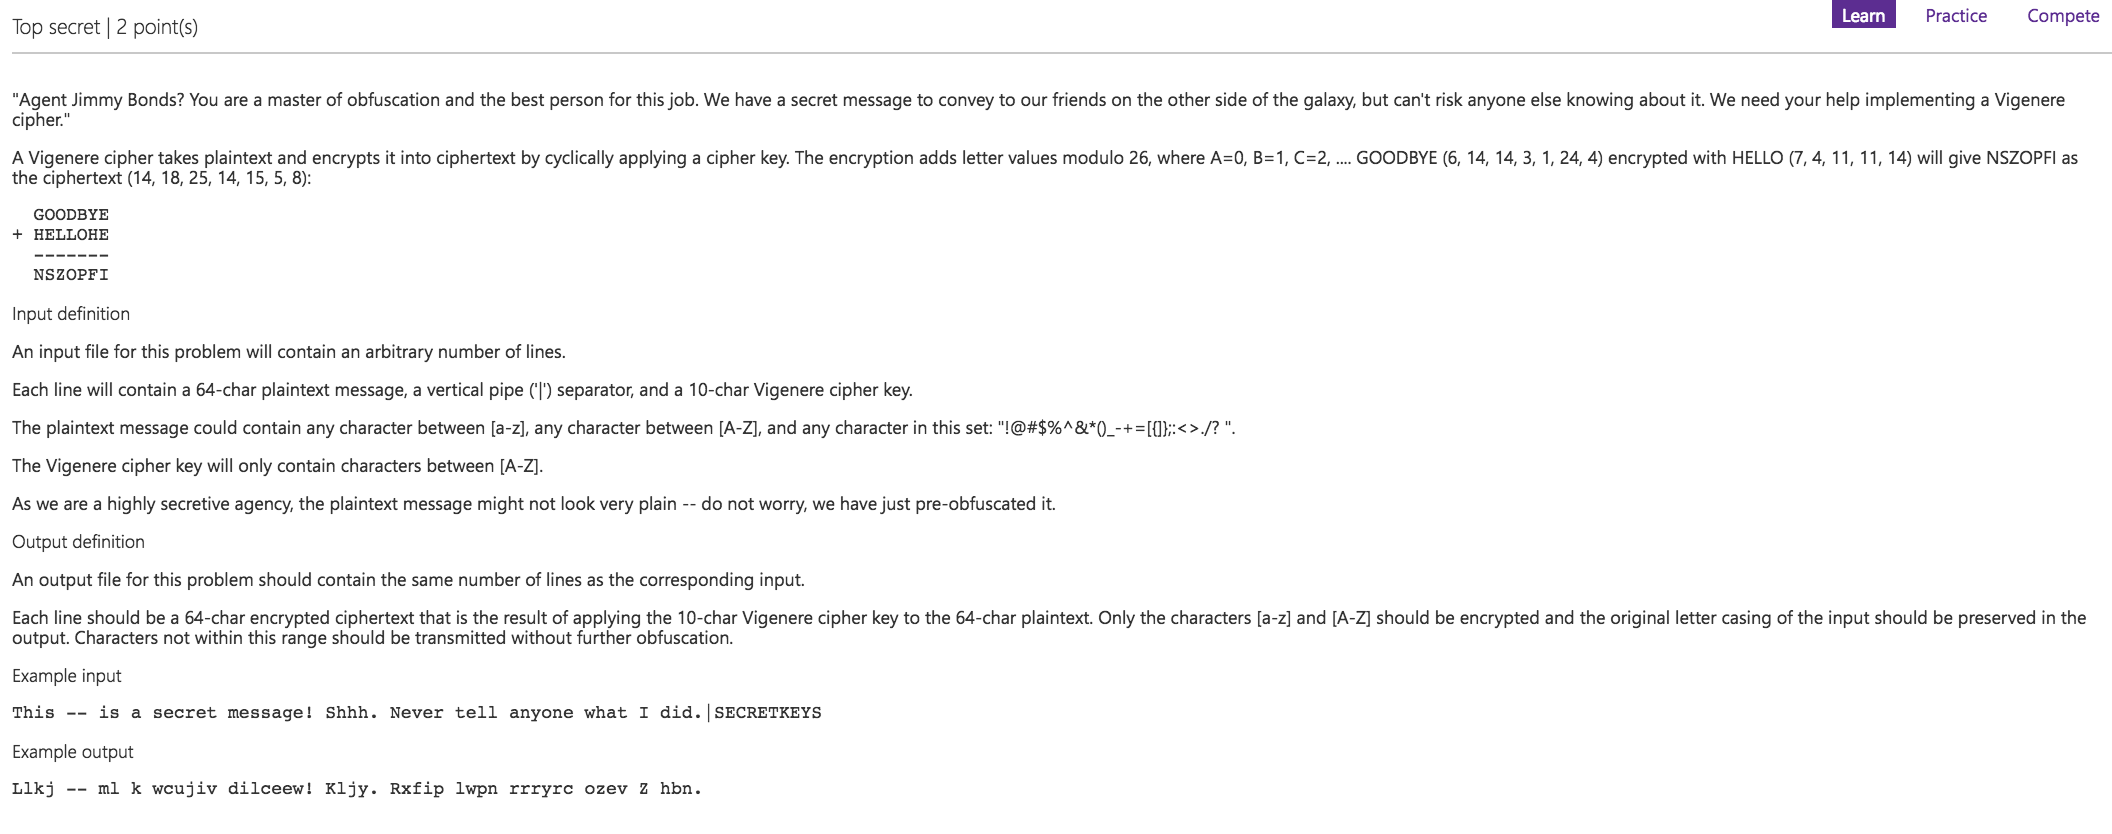 Top secret | 2 point(s)
Learn Practice Compete
"Agent Jimmy Bonds? You are a master of obfuscation and the best person for this job. We have a secret message to convey to our friends on the other side of the galaxy, but can't risk anyone else knowing about it. We need your help implementing a Vigenere
cipher."
A Vigenere cipher takes plaintext and encrypts it into ciphertext by cyclically applying a cipher key. The encryption adds letter values modulo 26, where A=0, B=1, C=2, .... GOODBYE (6, 14, 14, 3, 1, 24, 4) encrypted with HELLO (7, 4, 11, 11, 14) will give NSZOPFI as
the ciphertext (14, 18, 25, 14, 15, 5, 8):
GOODBYE
+ HELLOHE
-------
NSZOPFI
Input definition
An input file for this problem will contain an arbitrary number of lines.
Each line will contain a 64-char plaintext message, a vertical pipe ('|') separator, and a 10-char Vigenere cipher key.
The plaintext message could contain any character between [a-z], any character between [A-Z], and any character in this set: "!@#$%^&*()_-+=[{]};:<>./? ".
The Vigenere cipher key will only contain characters between [A-Z].
As we are a highly secretive agency, the plaintext message might not look very plain -- do not worry, we have just pre-obfuscated it.
Output definition
An output file for this problem should contain the same number of lines as the corresponding input.
Each line should be a 64-char encrypted ciphertext that is the result of applying the 10-char Vigenere cipher key to the 64-char plaintext. Only the characters [a-z] and [A-Z] should be encrypted and the original letter casing of the input should be preserved in the
output. Characters not within this range should be transmitted without further obfuscation.
Example input
This -- is a secret message! Shhh. Never tell anyone what I did.|SECRETKEYS
Example output
Llkj -- ml k wcujiv dilceew! Kljy. Rxfip lwpn rrryrc ozev Z hbn.